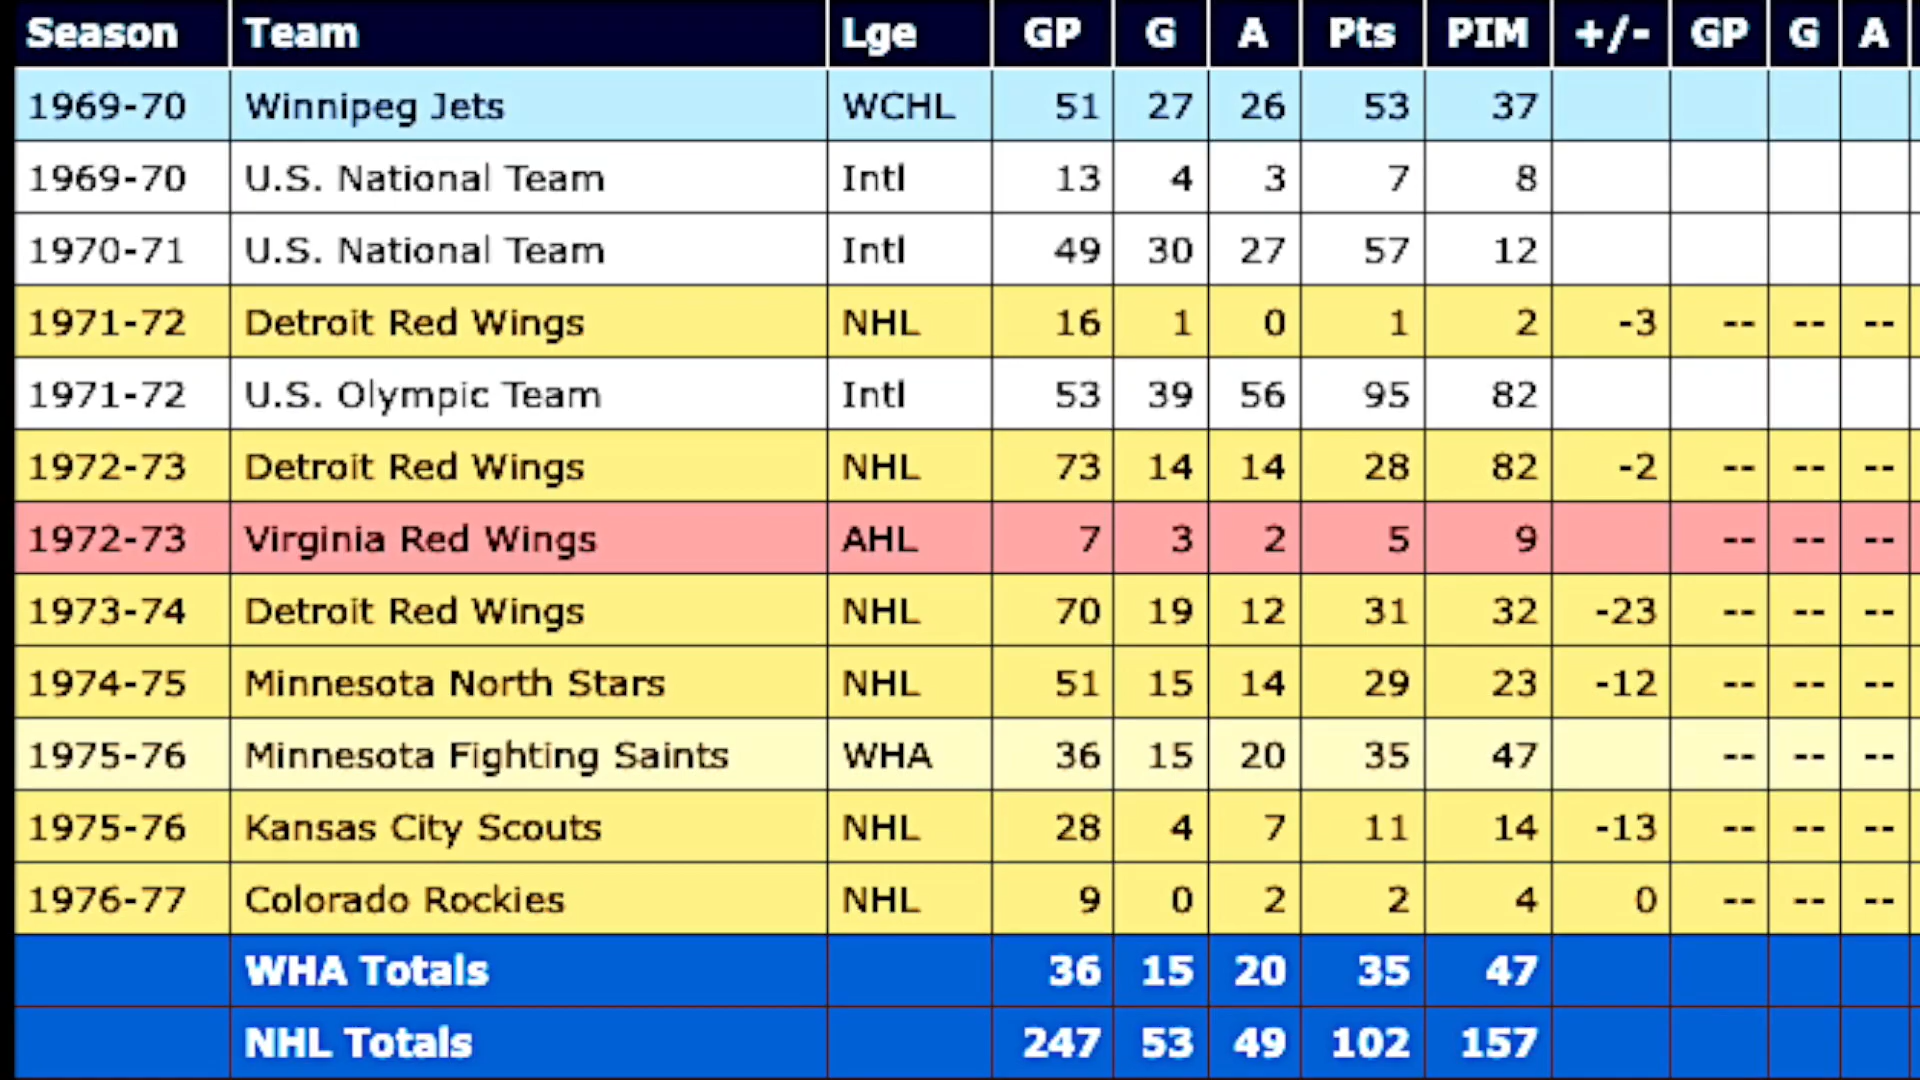 Season Team Lge GP G A Pts PIM +/- GP G A
1969-70 Winnipeg Jets WCHL 51 27 26 53 37
1969-70 U.S. National Team Intl 13 4 3 7 8
1970-71 U.S. National Team Intl 49 30 27 57 12
1971-72 Detroit Red Wings NHL 16 1 0 1 2 -3 -- -- --
1971-72 U.S. Olympic Team Intl 53 39 56 95 82
1972-73 Detroit Red Wings NHL 73 14 14 28 82 -2 -- -- --
1972-73 Virginia Red Wings AHL 7 3 2 5 9 -- -- --
1973-74 Detroit Red Wings NHL 70 19 12 31 32 -23 -- -- --
1974-75 Minnesota North Stars NHL 51 15 14 29 23 -12 -- -- --
1975-76 Minnesota Fighting Saints WHA 36 15 20 35 47 -- -- --
1975-76 Kansas City Scouts NHL 28 4 7 11 14 -13 -- -- --
1976-77 Colorado Rockies NHL 9 0 2 2 4 0 -- -- --
WHA Totals 36 15 20 35 47
NHL Totals 247 53 49 102 157